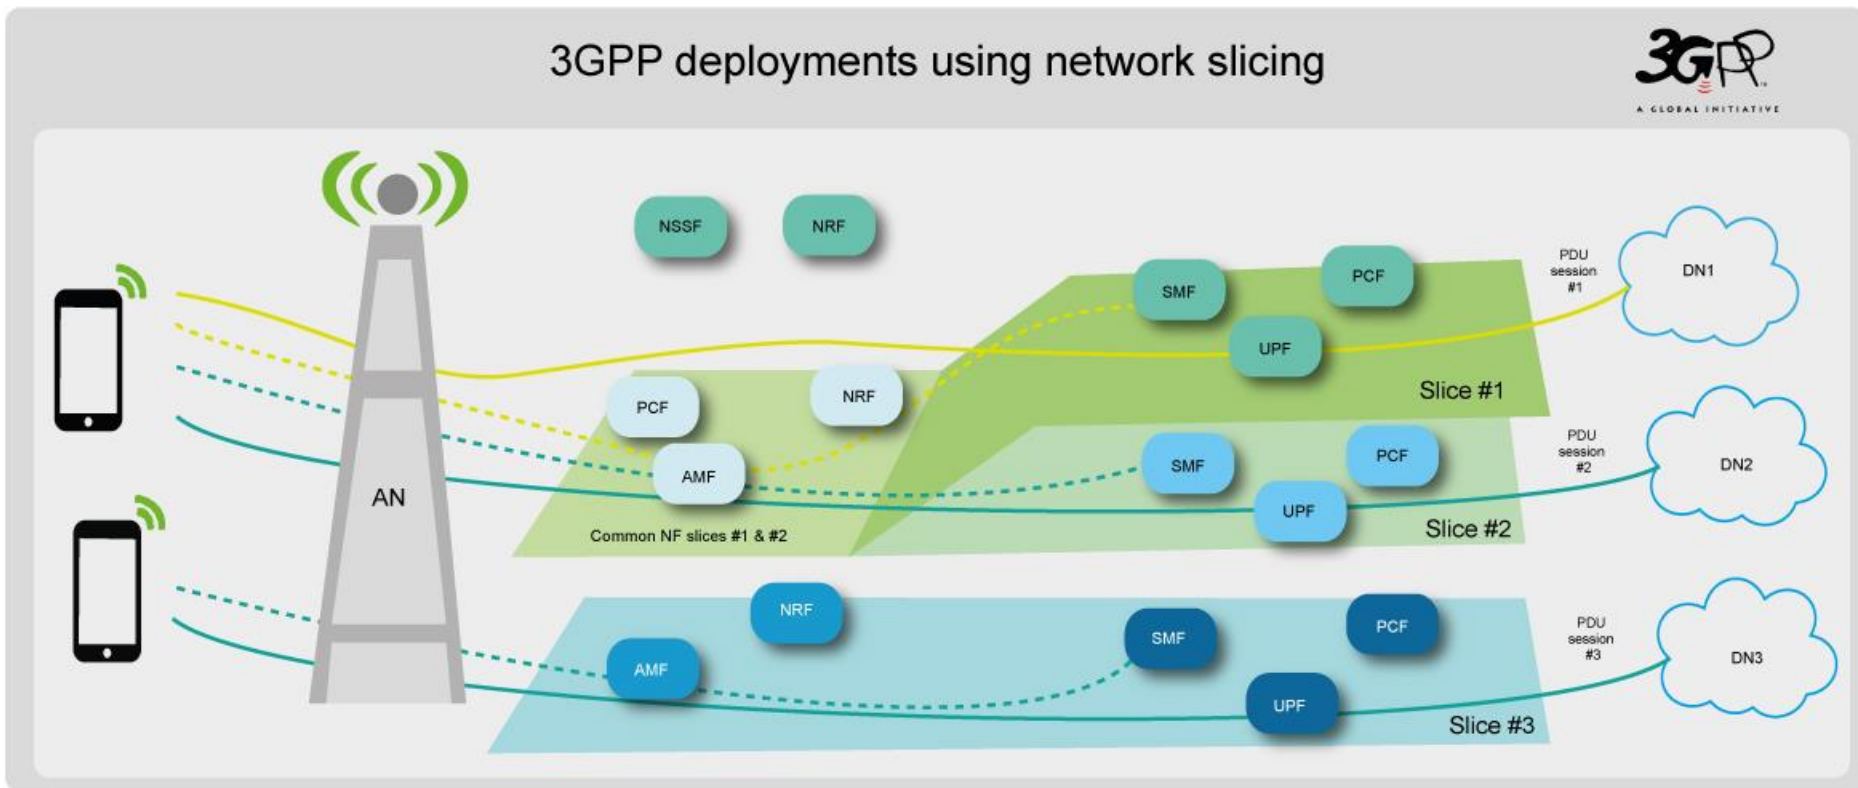 3GPP deployments using network slicing
3GPP
A GLOBAL INITIATIVE
NSSF
NRF
SMF
PCF
PDU
session
#1
DN1
UPF
Slice #1
PCF
NRF
AMF
Common NF slices #1 & #2
SMF
PCF
PDU
session
#2
DN2
UPF
Slice #2
AN
NRF
AMF
SMF
PCF
PDU
session
#3
DN3
UPF
Slice #3